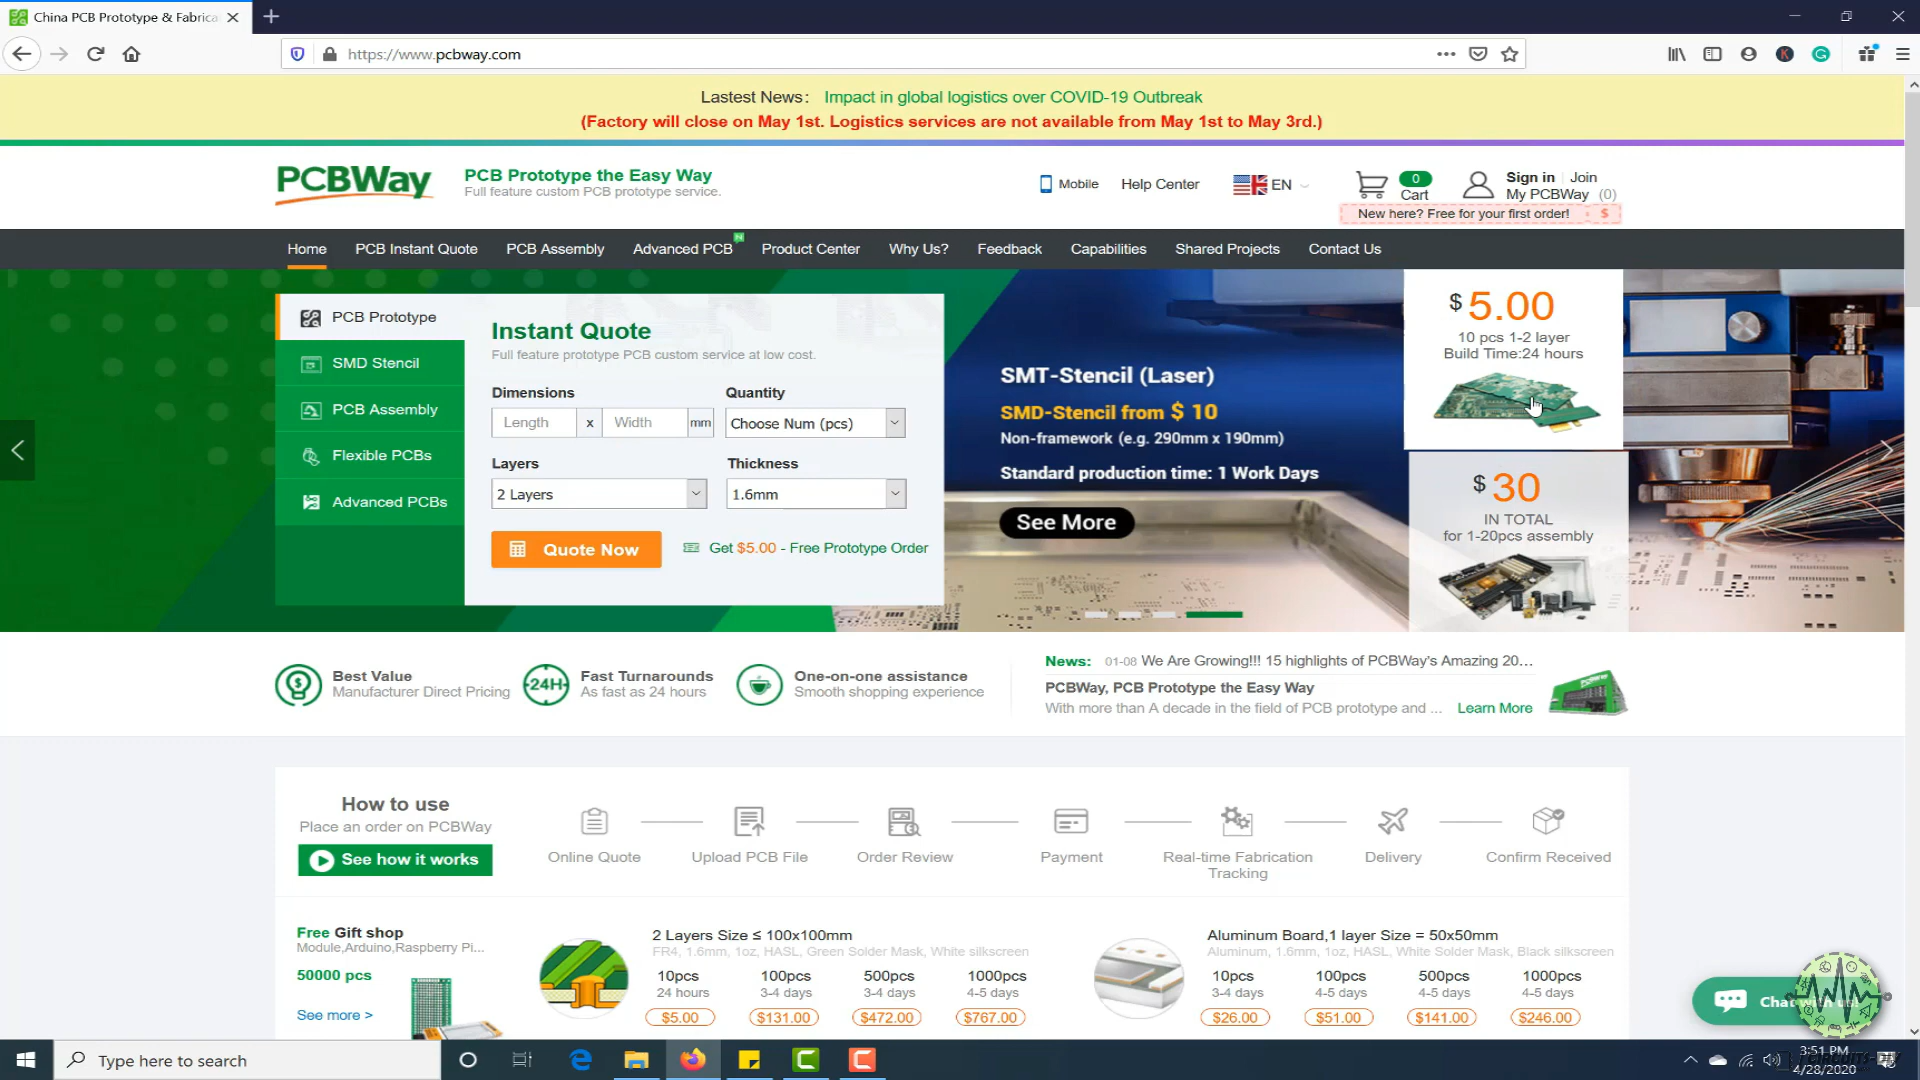 China PCB Prototype & Fabrica
https://www.pcbway.com
Lastest News: Impact in global logistics over COVID-19 Outbreak
(Factory will close on May 1st. Logistics services are not available from May 1st to May 3rd.)
PCBWay
PCB Prototype the Easy Way
Full feature custom PCB prototype service.
Mobile
Help Center
EN
0
Cart
Sign in | Join
My PCBWay (0)
New here? Free for your first order! $
Home
PCB Instant Quote
PCB Assembly
Advanced PCB
N
Product Center
Why Us?
Feedback
Capabilities
Shared Projects
Contact Us
PCB Prototype
SMD Stencil
PCB Assembly
Flexible PCBs
Advanced PCBs
Instant Quote
Full feature prototype PCB custom service at low cost.
Dimensions
Quantity
Length x Width mm
Choose Num (pcs)
Layers
Thickness
2 Layers
1.6mm
Quote Now
Get $5.00 - Free Prototype Order
SMT-Stencil (Laser)
SMD-Stencil from $ 10
Non-framework (e.g. 290mm x 190mm)
Standard production time: 1 Work Days
See More
$ 5.00
10 pcs 1-2 layer
Build Time:24 hours
$ 30
IN TOTAL
for 1-20pcs assembly
Best Value
Manufacturer Direct Pricing
24H
Fast Turnarounds
As fast as 24 hours
One-on-one assistance
Smooth shopping experience
News: 01-08 We Are Growing!!! 15 highlights of PCBWay's Amazing 20...
PCBWay, PCB Prototype the Easy Way
With more than A decade in the field of PCB prototype and ... Learn More
How to use
Place an order on PCBWay
See how it works
Online Quote
Upload PCB File
Order Review
Payment
Real-time Fabrication
Tracking
Delivery
Confirm Received
Free Gift shop
Module,Arduino,Raspberry Pi...
50000 pcs
See more >
2 Layers Size ≤ 100x100mm
FR4, 1.6mm, 1oz, HASL, Green Solder Mask, White silkscreen
10pcs 100pcs 500pcs 1000pcs
24 hours 3-4 days 3-4 days 4-5 days
$5.00 $131.00 $472.00 $767.00
Aluminum Board,1 layer Size = 50x50mm
Aluminum, 1.6mm, 1oz, HASL, White Solder Mask, Black silkscreen
10pcs 100pcs 500pcs 1000pcs
3-4 days 4-5 days 4-5 days 4-5 days
$26.00 $51.00 $141.00 $246.00
Chat with us!
Type here to search
3:51 PM
4/28/2020